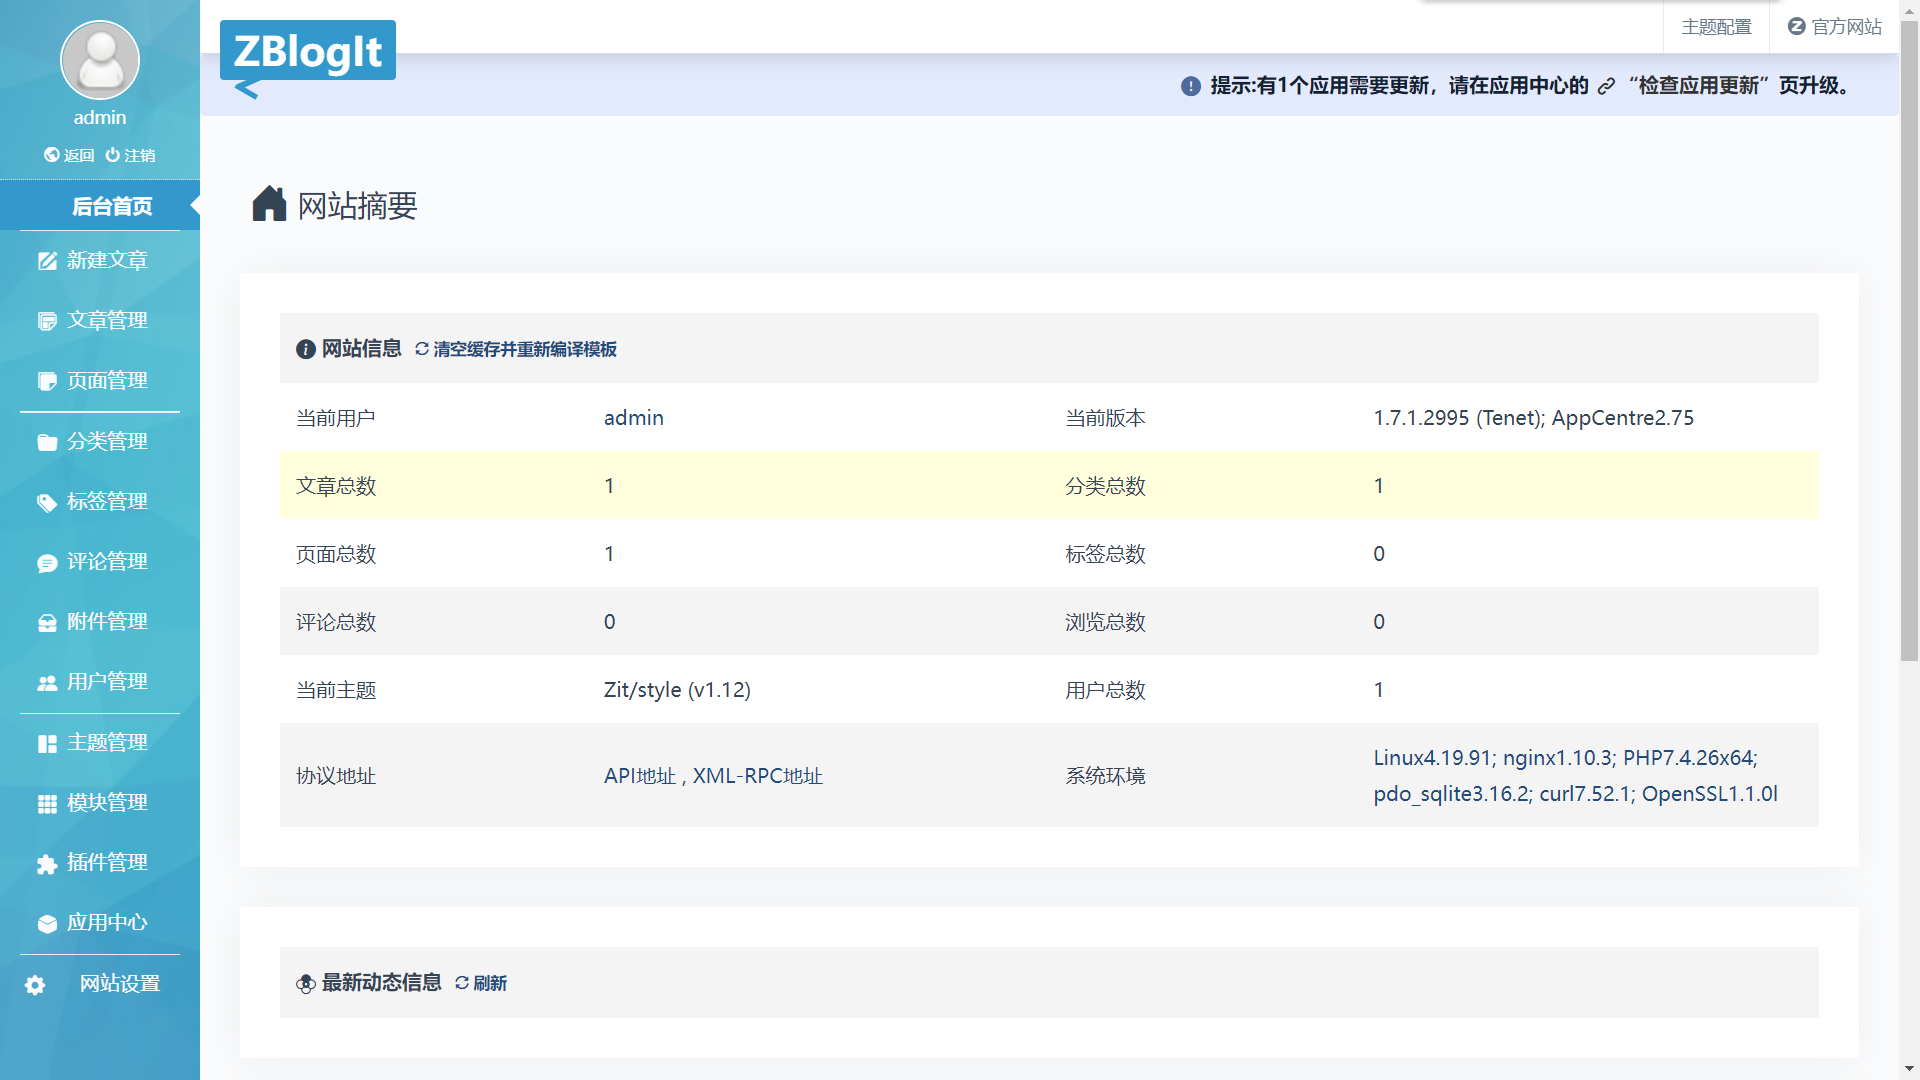 admin
返回 注销
后台首页
新建文章
文章管理
页面管理
分类管理
标签管理
评论管理
附件管理
用户管理
主题管理
模块管理
插件管理
应用中心
网站设置
ZBlogIt
主题配置 官方网站
提示:有1个应用需要更新，请在应用中心的 “检查应用更新” 页升级。
网站摘要
网站信息 清空缓存并重新编译模板
当前用户 admin 当前版本 1.7.1.2995 (Tenet); AppCentre2.75
文章总数 1 分类总数 1
页面总数 1 标签总数 0
评论总数 0 浏览总数 0
当前主题 Zit/style (v1.12) 用户总数 1
协议地址 API地址 , XML-RPC地址 系统环境 Linux4.19.91; nginx1.10.3; PHP7.4.26x64;
pdo_sqlite3.16.2; curl7.52.1; OpenSSL1.1.0l
最新动态信息 刷新